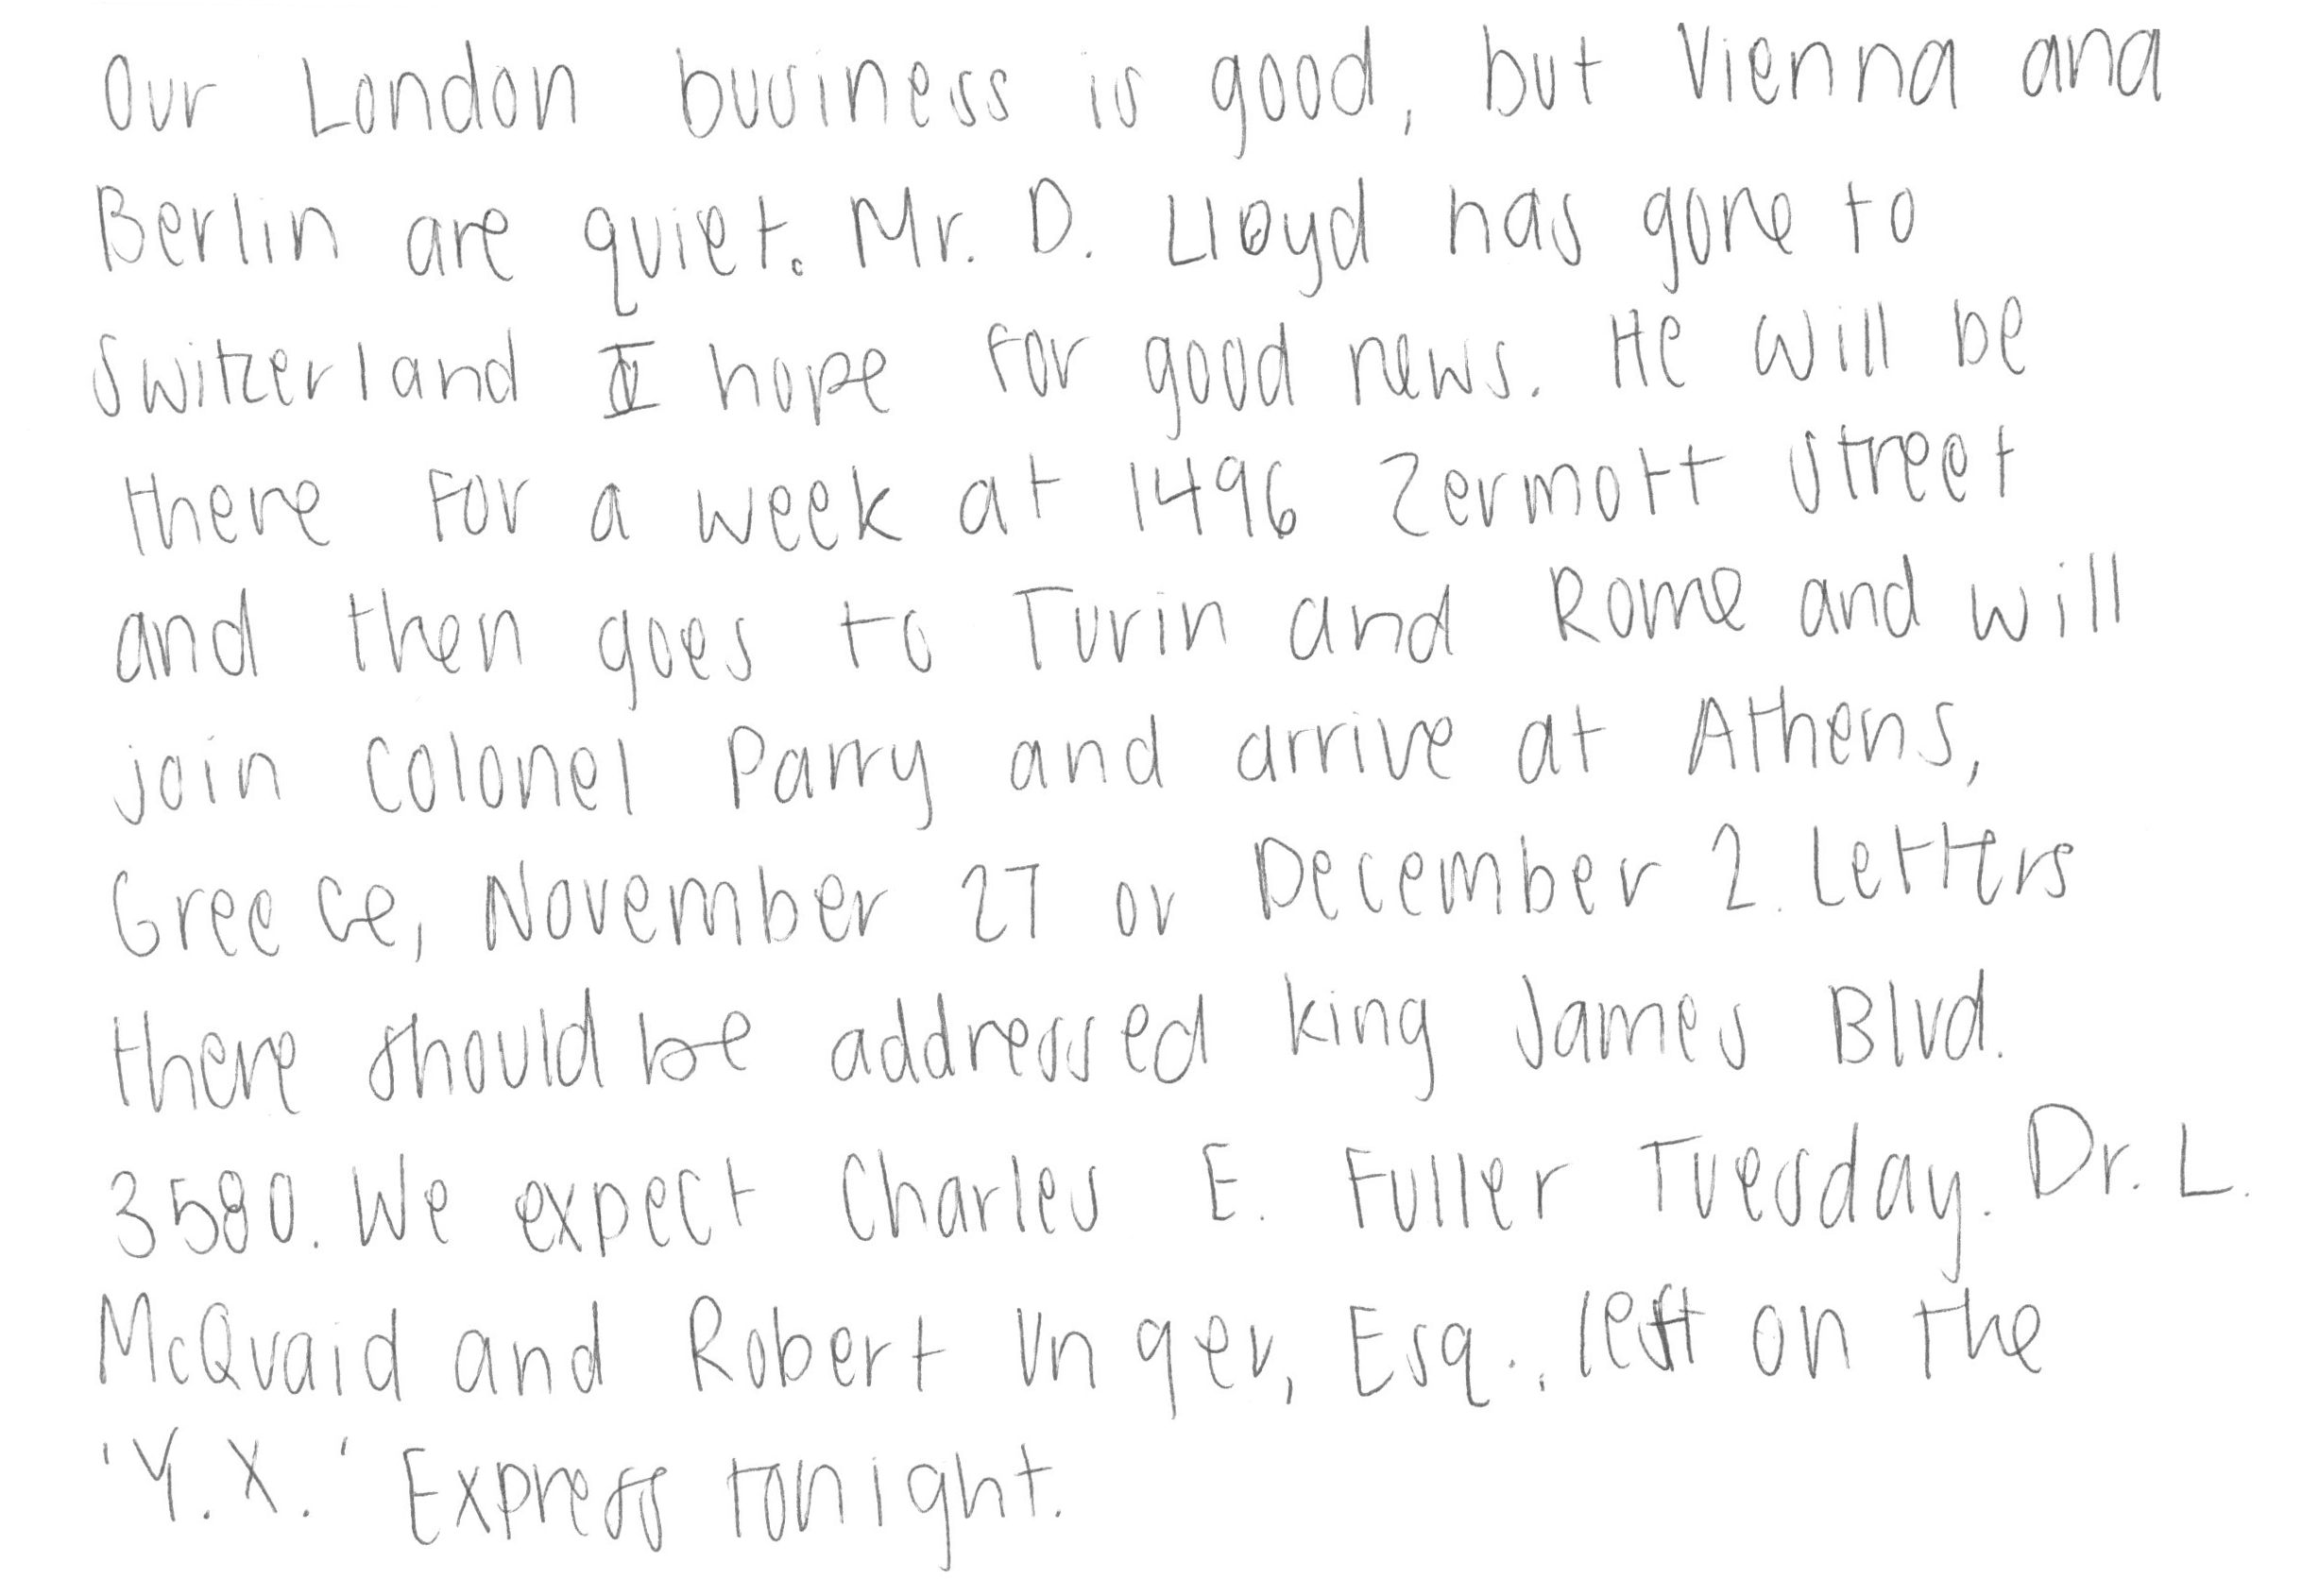 Our London business is good, but Vienna and
Berlin are quiet. Mr. D. Lloyd has gone to
Switzerland I hope for good news. He will be
there for a week at 1496 Zermott Street
and then goes to Turin and Rome and will
join Colonel Parry and arrive at Athens,
Greece, November 27 or December 2. Letters
there should be addressed King James Blvd.
3580. We expect Charles E. Fuller Tuesday. Dr. L.
McQuaid and Robert Unger, Esq., left on the
'Y.X.' Express tonight.